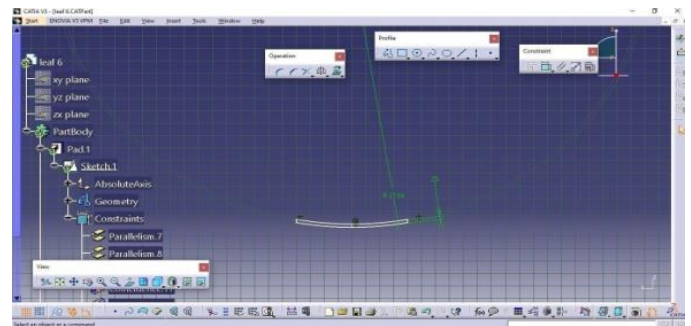 CATIA V5 - [leaf 6.CATPart]
Start ENOVIA V5 VPM File Edit View Insert Tools Window Help
Profile
Operation
Constraint
leaf 6
xy plane
yz plane
zx plane
PartBody
Pad.1
Sketch.1
AbsoluteAxis
Geometry
Constraints
Parallelism.7
Parallelism.8
View
Select an object or a command